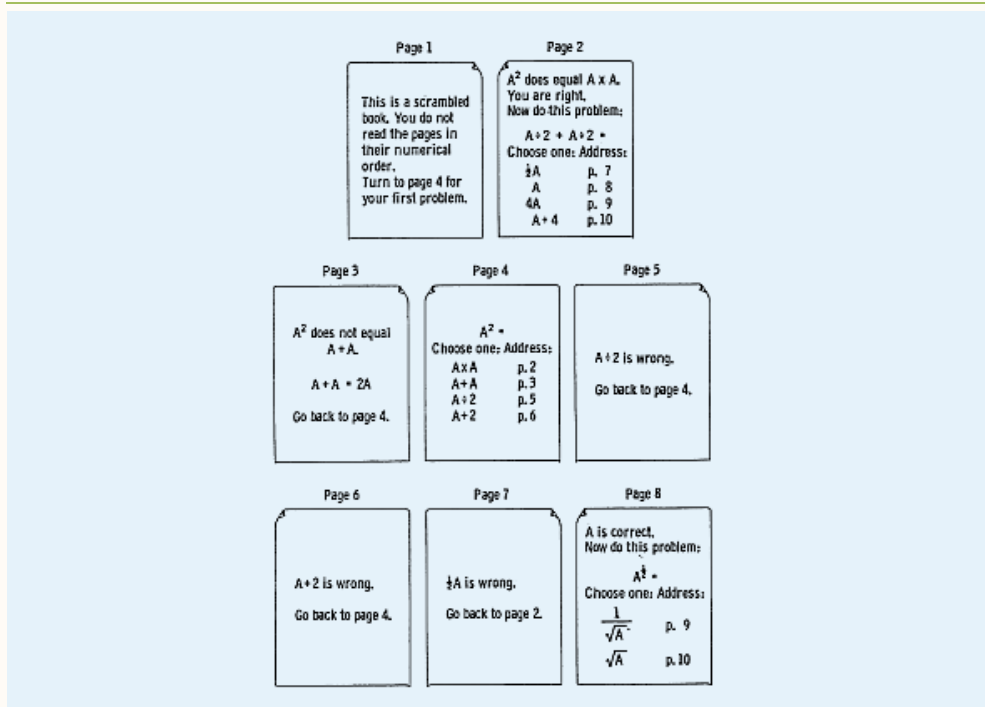 Page 1
This is a scrambled
book. You do not
read the pages in
their numerical
order.
Turn to page 4 for
your first problem.
Page 2
A² does equal A x A.
You are right.
Now do this problem:
A÷2 + A÷2 =
Choose one: Address:
½A p. 7
A p. 8
4A p. 9
A÷4 p. 10
Page 3
A² does not equal
A+A.
A+A = 2A
Go back to page 4.
Page 4
A² =
Choose one: Address:
AxA p.2
A+A p.3
A÷2 p.5
A+2 p.6
Page 5
A÷2 is wrong.
Go back to page 4.
Page 6
A+2 is wrong.
Go back to page 4.
Page 7
½A is wrong.
Go back to page 2.
Page 8
A is correct.
Now do this problem:
A½ =
Choose one: Address:
1/√A p. 9
√A p. 10